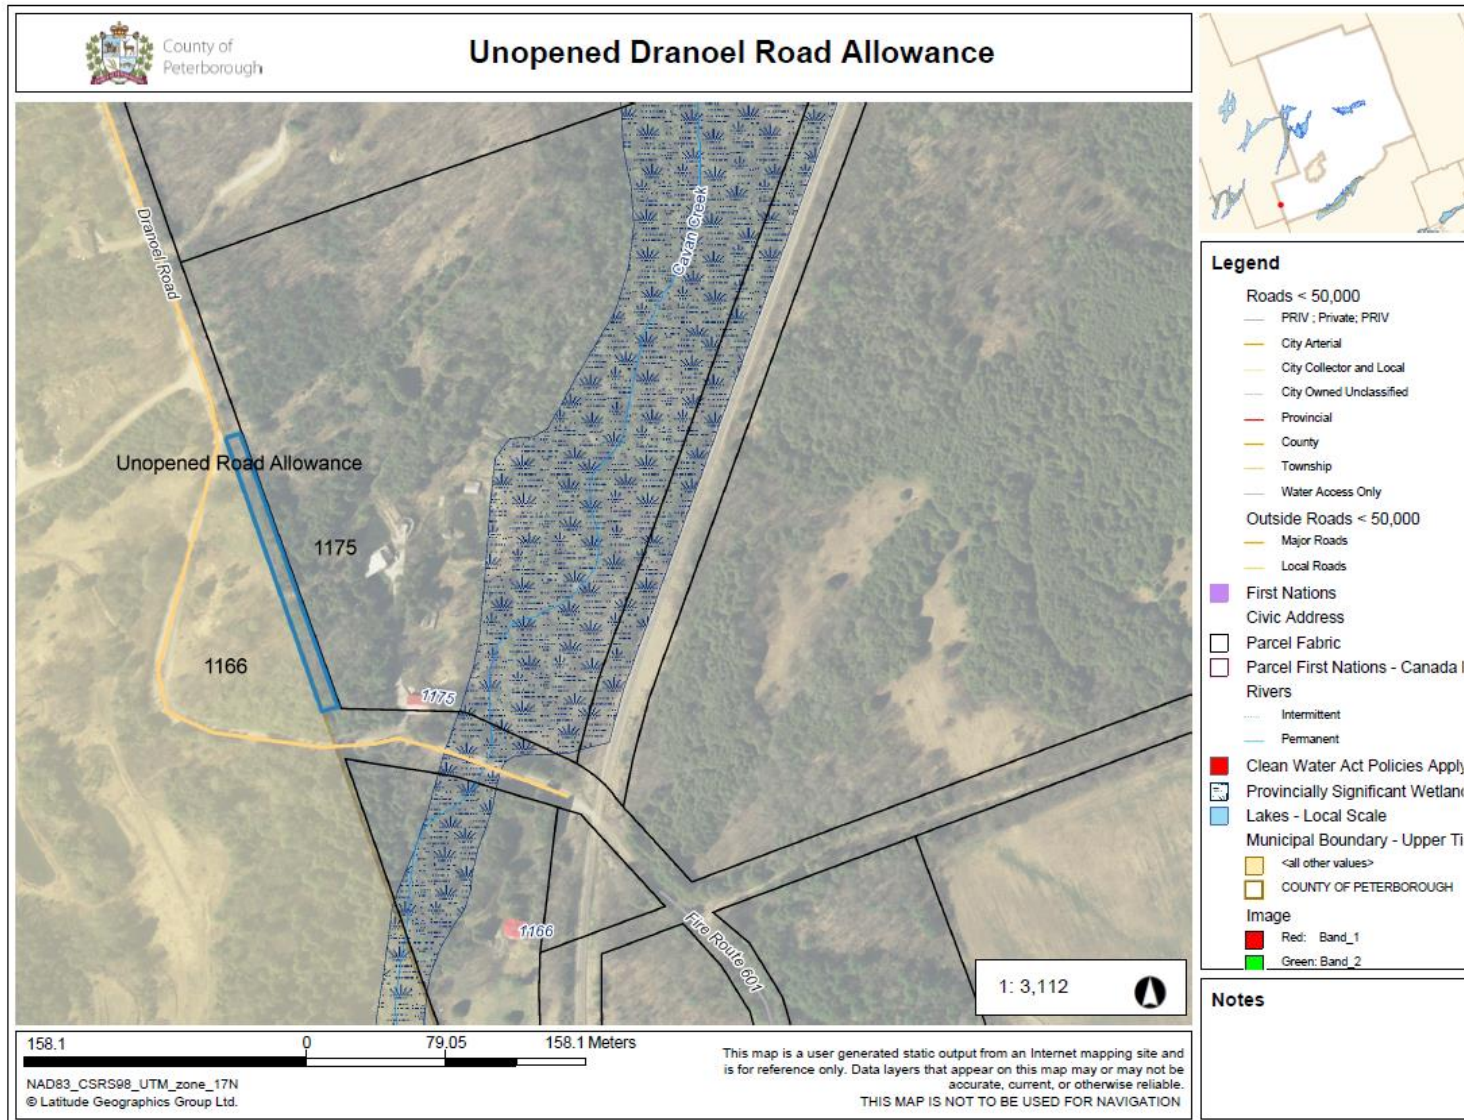 County of
Peterborough
Unopened Dranoel Road Allowance
Dranoel Road
Cavan Creek
Unopened Road Allowance
1175
1166
1175
1166
Fire Route 601
1: 3,112
Legend
Roads < 50,000
PRIV ; Private; PRIV
City Arterial
City Collector and Local
City Owned Unclassified
Provincial
County
Township
Water Access Only
Outside Roads < 50,000
Major Roads
Local Roads
First Nations
Civic Address
Parcel Fabric
Parcel First Nations - Canada
Rivers
Intermittent
Permanent
Clean Water Act Policies Apply
Provincially Significant Wetlan
Lakes - Local Scale
Municipal Boundary - Upper Ti
<all other values>
COUNTY OF PETERBOROUGH
Image
Red: Band_1
Green: Band_2
Notes
158.1 0 79.05 158.1 Meters
NAD83_CSRS98_UTM_zone_17N
© Latitude Geographics Group Ltd.
This map is a user generated static output from an Internet mapping site and
is for reference only. Data layers that appear on this map may or may not be
accurate, current, or otherwise reliable.
THIS MAP IS NOT TO BE USED FOR NAVIGATION